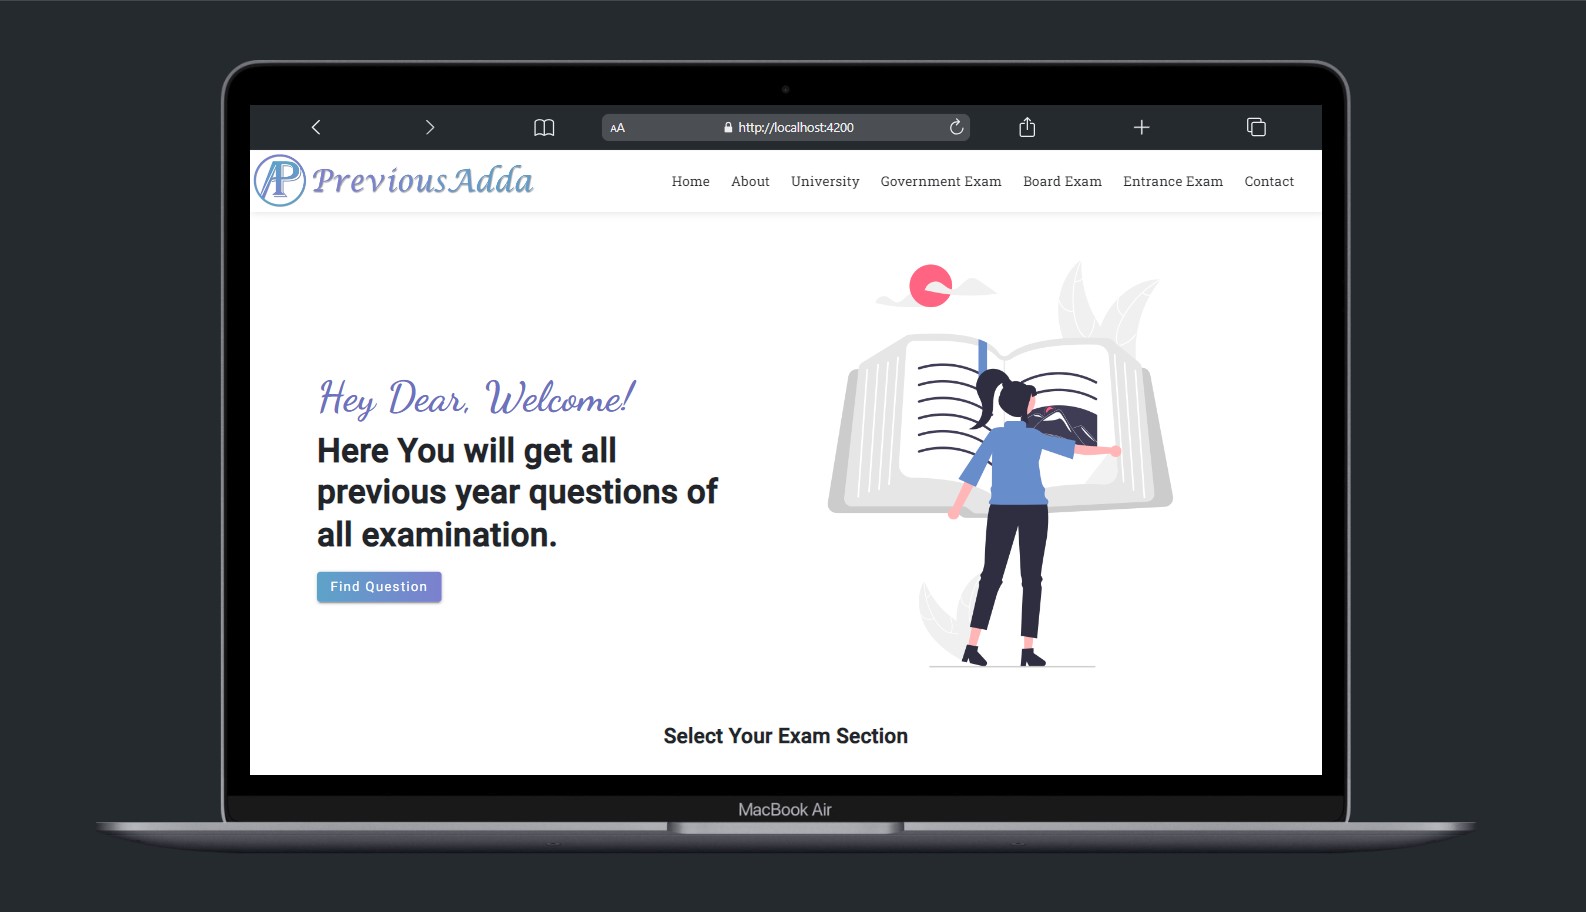 AA http://localhost:4200
AP PreviousAdda Home About University Government Exam Board Exam Entrance Exam Contact
Hey Dear, Welcome!
Here You will get all
previous year questions of
all examination.
Find Question
Select Your Exam Section
MacBook Air